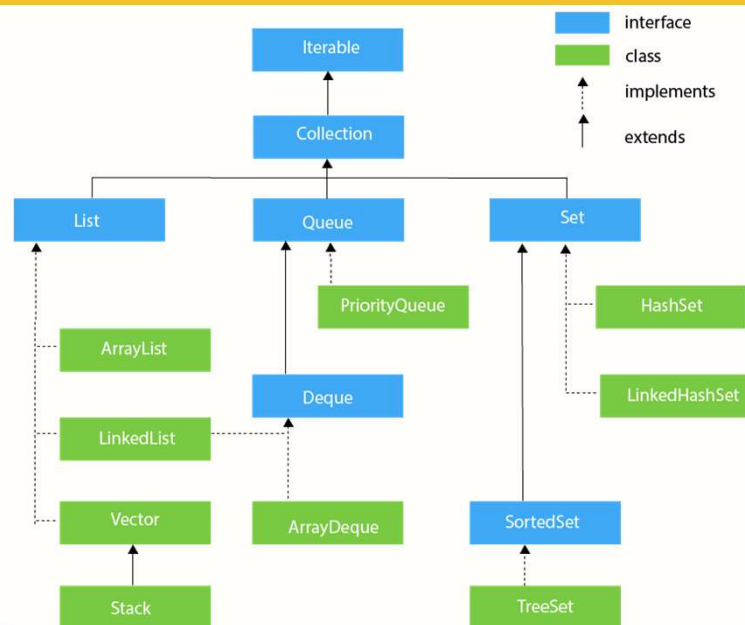 interface
Iterable
class
implements
Collection
extends
List
Queue
Set
PriorityQueue
HashSet
ArrayList
Deque
LinkedHashSet
LinkedList
Vector
ArrayDeque
SortedSet
Stack
TreeSet